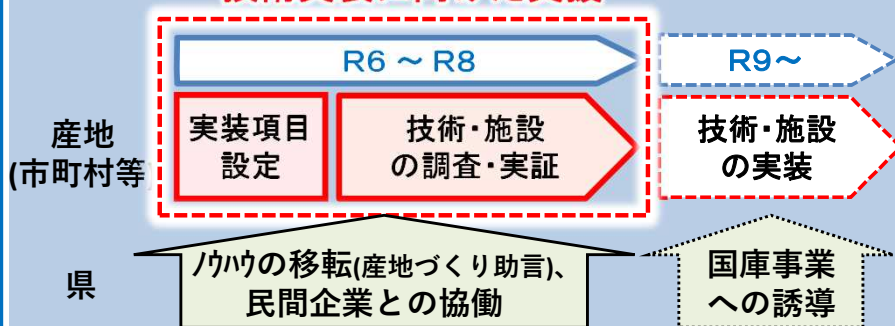 R6 ～ R8
R9～
産地
(市町村等)
実装項目
設定
技術・施設
の調査・実証
技術・施設
の実装
県
ノウハウの移転(産地づくり助言)、
民間企業との協働
国庫事業
への誘導